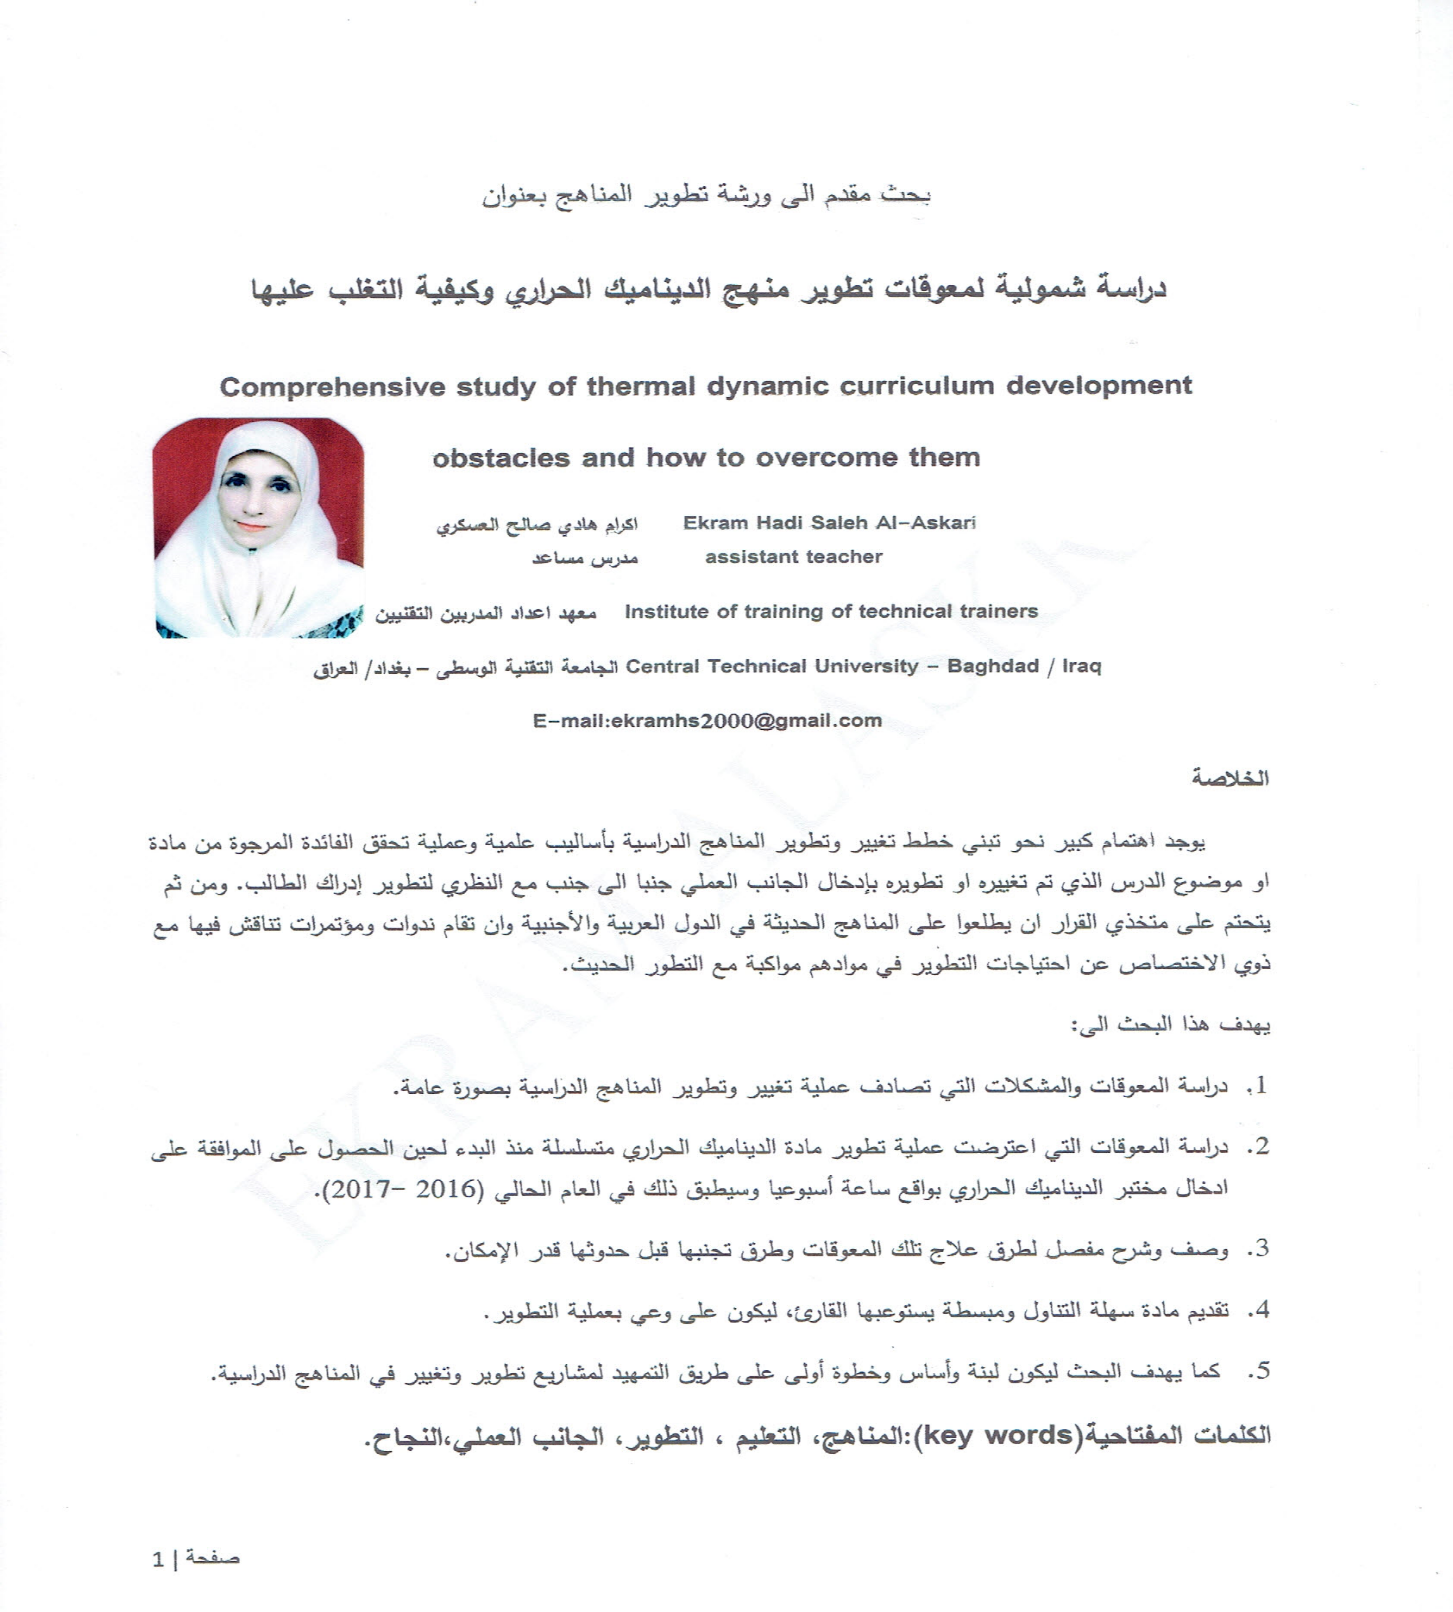 بحث مقدم الى ورشة تطوير المناهج بعنوان
دراسة شمولية لمعوقات تطوير منهج الديناميك الحراري وكيفية التغلب عليها
Comprehensive study of thermal dynamic curriculum development
obstacles and how to overcome them
اكرام هادي صالح العسكري Ekram Hadi Saleh Al-Askari
مدرس مساعد assistant teacher
معهد اعداد المدربين التقنيين Institute of training of technical trainers
الجامعة التقنية الوسطى – بغداد/ العراق Central Technical University – Baghdad / Iraq
E-mail:ekramhs2000@gmail.com
الخلاصة
يوجد اهتمام كبير نحو تبني خطط تغيير وتطوير المناهج الدراسية بأساليب علمية وعملية تحقق الفائدة المرجوة من مادة
او موضوع الدرس الذي تم تغييره او تطويره بإدخال الجانب العملي جنبا الى جنب مع النظري لتطوير إدراك الطالب. ومن ثم
يتحتم على متخذي القرار ان يطلعوا على المناهج الحديثة في الدول العربية والأجنبية وان تقام ندوات ومؤتمرات تناقش فيها مع
ذوي الاختصاص عن احتياجات التطوير في موادهم مواكبة مع التطور الحديث.
يهدف هذا البحث الى:
1. دراسة المعوقات والمشكلات التي تصادف عملية تغيير وتطوير المناهج الدراسية بصورة عامة.
2. دراسة المعوقات التي اعترضت عملية تطوير مادة الديناميك الحراري متسلسلة منذ البدء لحين الحصول على الموافقة على
ادخال مختبر الديناميك الحراري بواقع ساعة أسبوعيا وسيطبق ذلك في العام الحالي (2016 –2017).
3. وصف وشرح مفصل لطرق علاج تلك المعوقات وطرق تجنبها قبل حدوثها قدر الإمكان.
4. تقديم مادة سهلة التناول ومبسطة يستوعبها القارئ، ليكون على وعي بعملية التطوير.
5. كما يهدف البحث ليكون لبنة وأساس وخطوة أولى على طريق التمهيد لمشاريع تطوير وتغيير في المناهج الدراسية.
الكلمات المفتاحية(key words):المناهج، التعليم ، التطوير، الجانب العملي،النجاح.
صفحة | 1
EKRAM ALASK